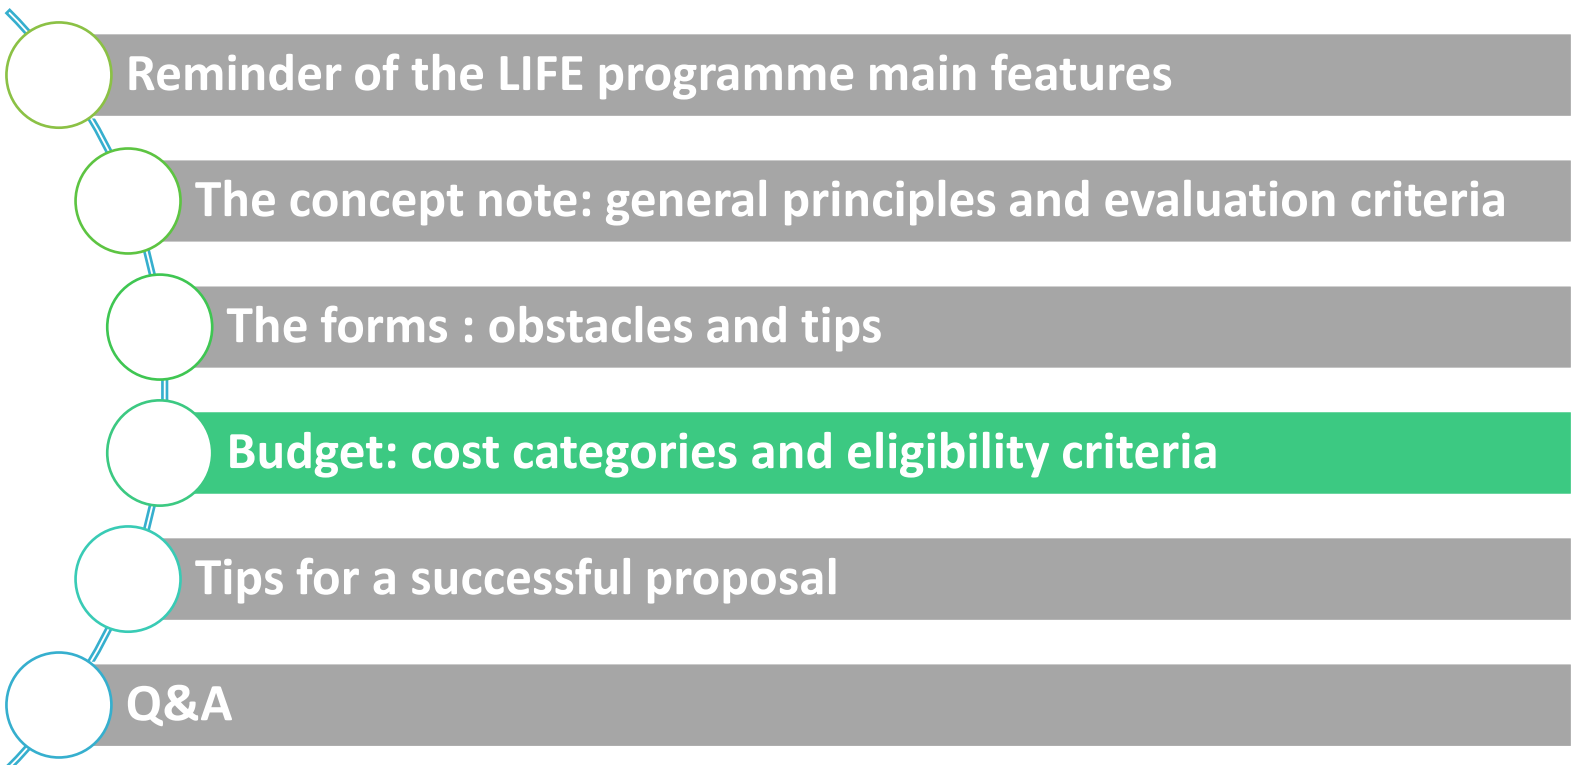 Reminder of the LIFE programme main features
The concept note: general principles and evaluation criteria
The forms : obstacles and tips
Budget: cost categories and eligibility criteria
Tips for a successful proposal
Q&A